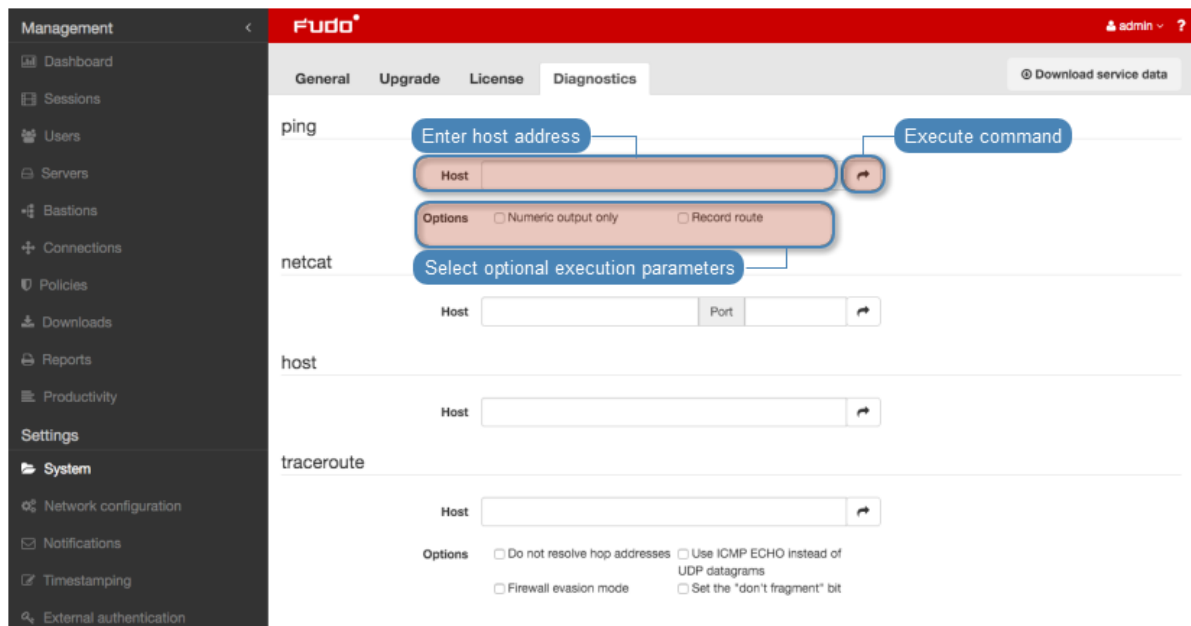 Management
Dashboard
Sessions
Users
Servers
Bastions
Connections
Policies
Downloads
Reports
Productivity
Settings
System
Network configuration
Notifications
Timestamping
External authentication
FUDO
admin ?
General Upgrade License Diagnostics
Download service data
ping
Enter host address
Execute command
Host
Options Numeric output only Record route
Select optional execution parameters
netcat
Host Port
host
Host
traceroute
Host
Options Do not resolve hop addresses Use ICMP ECHO instead of
UDP datagrams
Firewall evasion mode Set the "don't fragment" bit